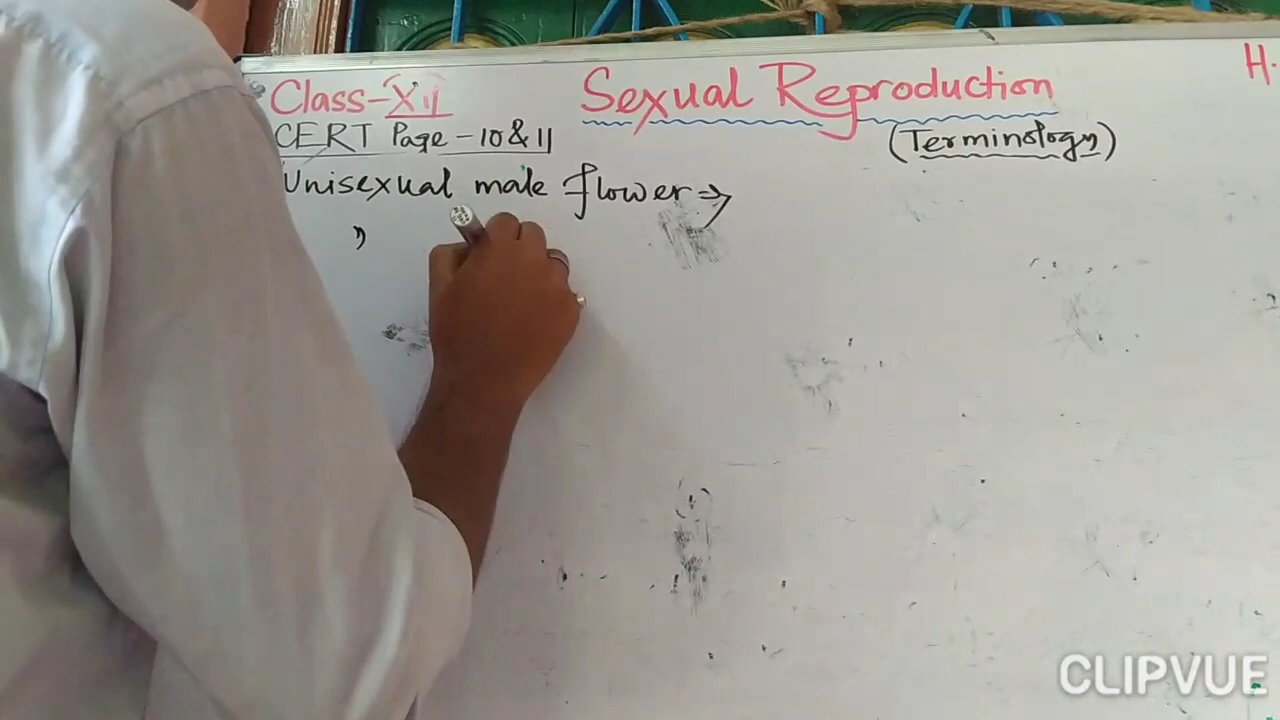 Class-XII
Sexual Reproduction
H.
CERT Page - 10 & 11
(Terminology)
Unisexual male flower ⇒
"
CLIPVUE